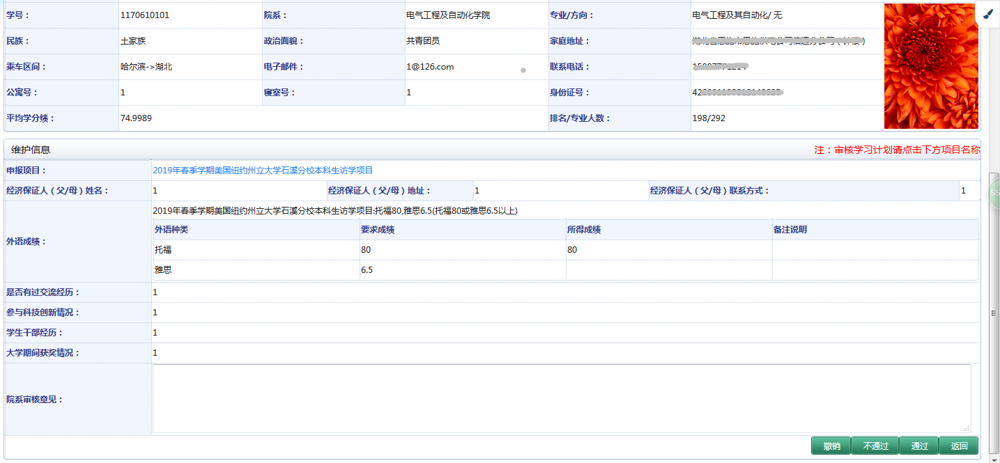 学号： 1170610101 院系： 电气工程及自动化学院 专业/方向： 电气工程及其自动化/ 无
民族： 土家族 政治面貌： 共青团员 家庭地址：
乘车区间： 哈尔滨->湖北 电子邮件： 1@126.com 联系电话：
公寓号： 1 寝室号： 1 身份证号： 42
平均学分绩： 74.9989 排名/专业人数： 198/292
维护信息 注：审核学习计划请点击下方项目名称
申报项目： 2019年春季学期美国纽约州立大学石溪分校本科生访学项目
经济保证人（父/母）姓名： 1 经济保证人（父/母）地址： 1 经济保证人（父/母）联系方式： 1
2019年春季学期美国纽约州立大学石溪分校本科生访学项目:托福80,雅思6.5(托福80或雅思6.5以上)
外语成绩：
外语种类 要求成绩 所得成绩 备注说明
托福 80 80
雅思 6.5
是否有过交流经历： 1
参与科技创新情况： 1
学生干部经历： 1
大学期间获奖情况： 1
院系审核意见：
撤销 不通过 通过 返回